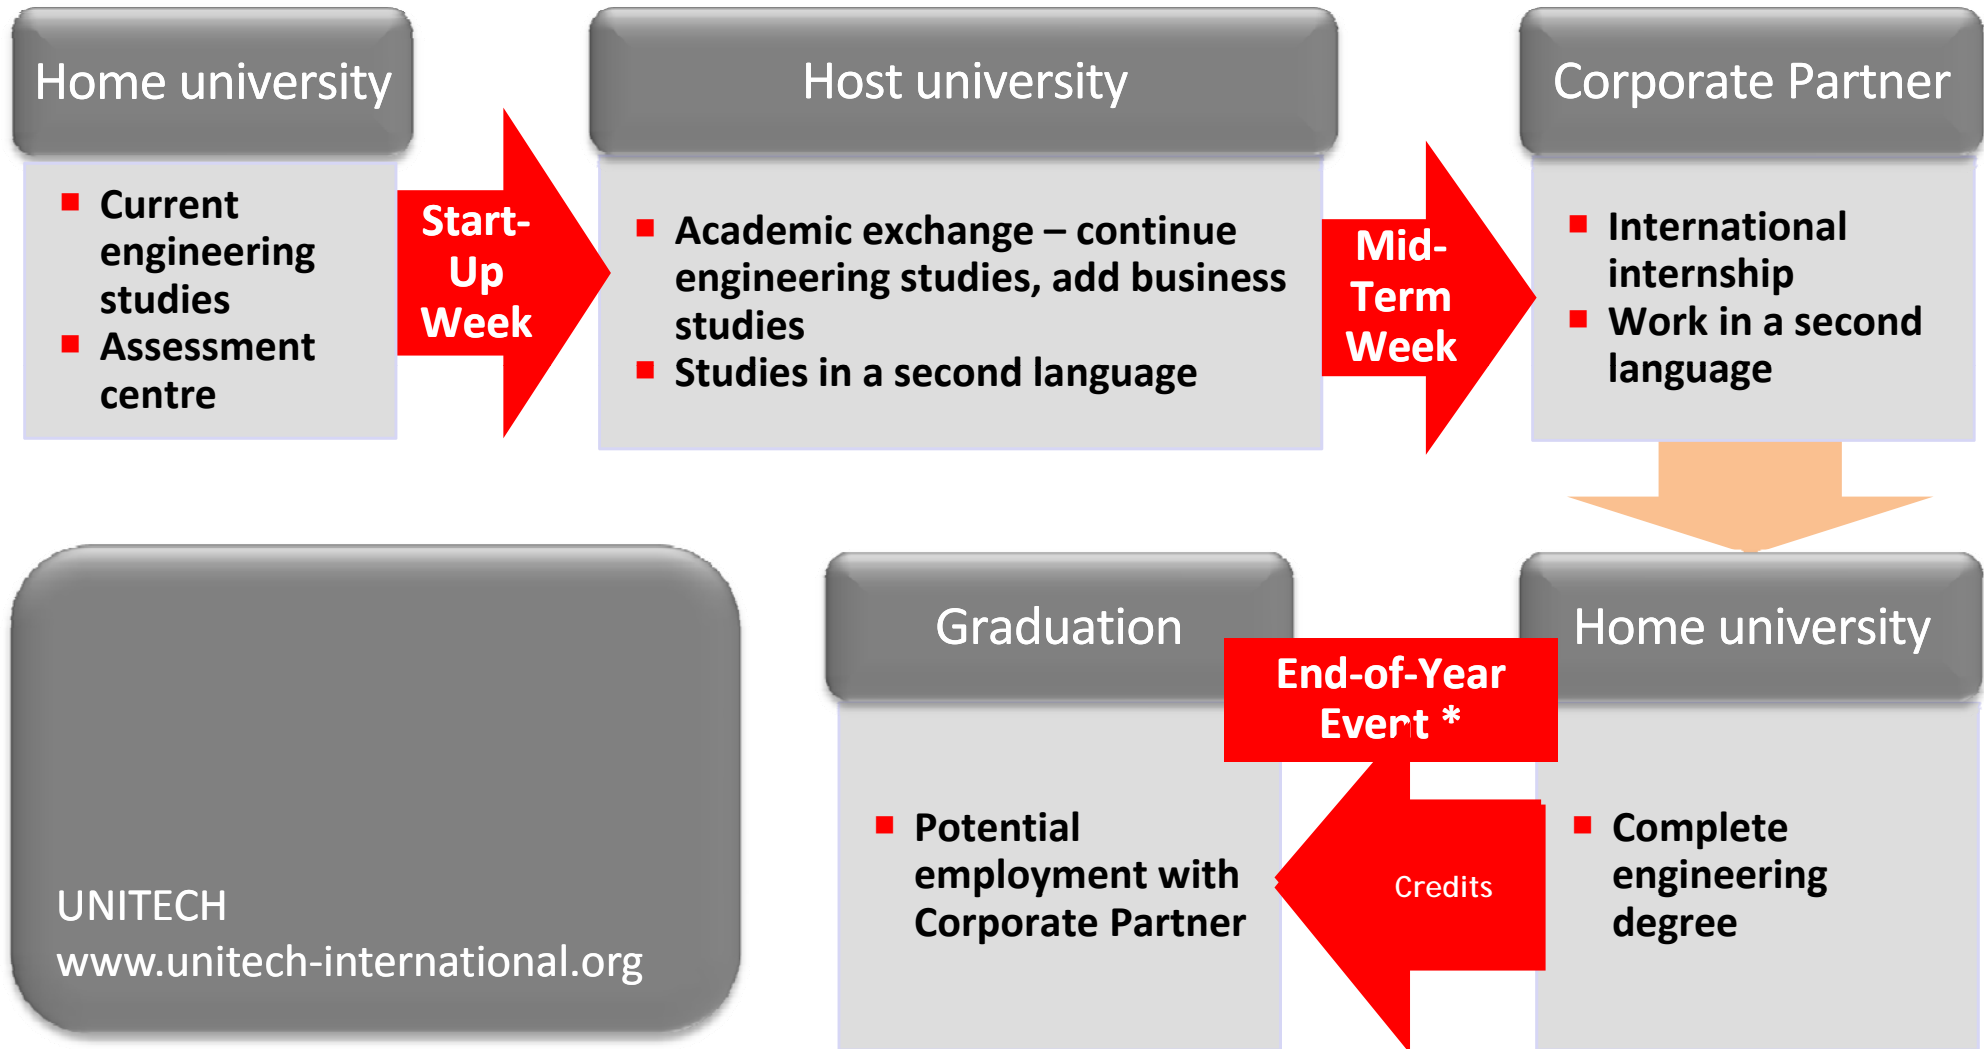 Home university
Current
engineering
studies
Assessment
centre
Start-
Up
Week
Host university
Academic exchange – continue
engineering studies, add business
studies
Studies in a second language
Mid-
Term
Week
Corporate Partner
International
internship
Work in a second
language
UNITECH
www.unitech-international.org
Graduation
Potential
employment with
Corporate Partner
End-of-Year
Event *
Credits
Home university
Complete
engineering
degree